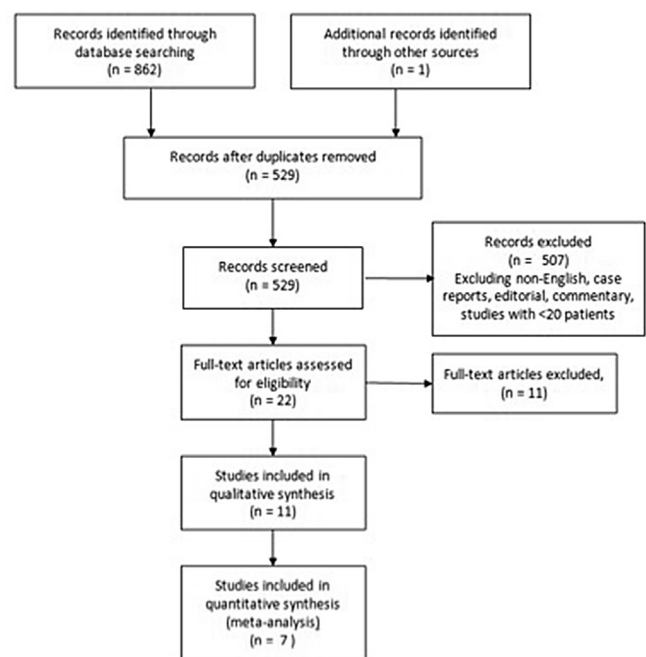 Records identified through
database searching
(n = 862)
Additional records identified
through other sources
(n = 1)
Records after duplicates removed
(n = 529)
Records screened
(n = 529)
Records excluded
(n = 507)
Excluding non-English, case
reports, editorial, commentary,
studies with <20 patients
Full-text articles assessed
for eligibility
(n = 22)
Full-text articles excluded,
(n = 11)
Studies included in
qualitative synthesis
(n = 11)
Studies included in
quantitative synthesis
(meta-analysis)
(n = 7 )